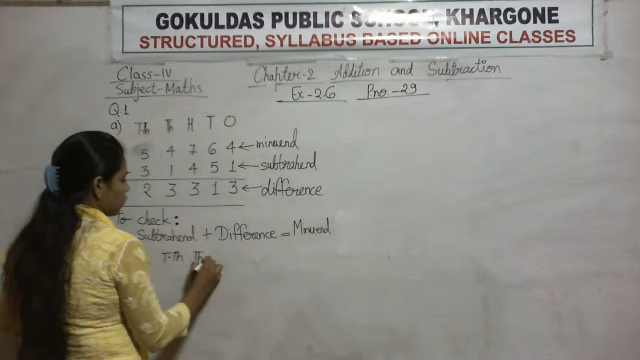 GOKULDAS PUBLIC SCHOOL, KHARGONE
STRUCTURED, SYLLABUS BASED ONLINE CLASSES
Class-IV
Chapter-2 Addition and Subtraction
Subject-Maths
Ex-2.6 Pno.-29
Q1
a) Th Th H T O
5 4 7 6 4 ← minuend
3 1 4 5 1 ← subtrahend
2 3 3 1 3 ← difference
To check:
Subtrahend + Difference = Minuend.
T-Th Th